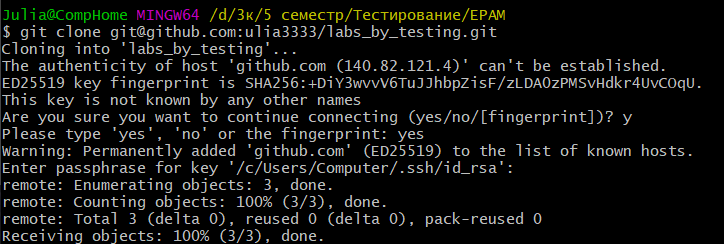 Julia@CompHome MINGW64 /d/3к/5 семестр/Тестирование/EPAM
$ git clone git@github.com:ulia3333/labs_by_testing.git
Cloning into 'labs_by_testing'...
The authenticity of host 'github.com (140.82.121.4)' can't be established.
ED25519 key fingerprint is SHA256:+DiY3wvvV6TuJJhbpZisF/zLDA0zPMSvHdkr4UvCOqU.
This key is not known by any other names
Are you sure you want to continue connecting (yes/no/[fingerprint])? y
Please type 'yes', 'no' or the fingerprint: yes
Warning: Permanently added 'github.com' (ED25519) to the list of known hosts.
Enter passphrase for key '/c/Users/Computer/.ssh/id_rsa':
remote: Enumerating objects: 3, done.
remote: Counting objects: 100% (3/3), done.
remote: Total 3 (delta 0), reused 0 (delta 0), pack-reused 0
Receiving objects: 100% (3/3), done.